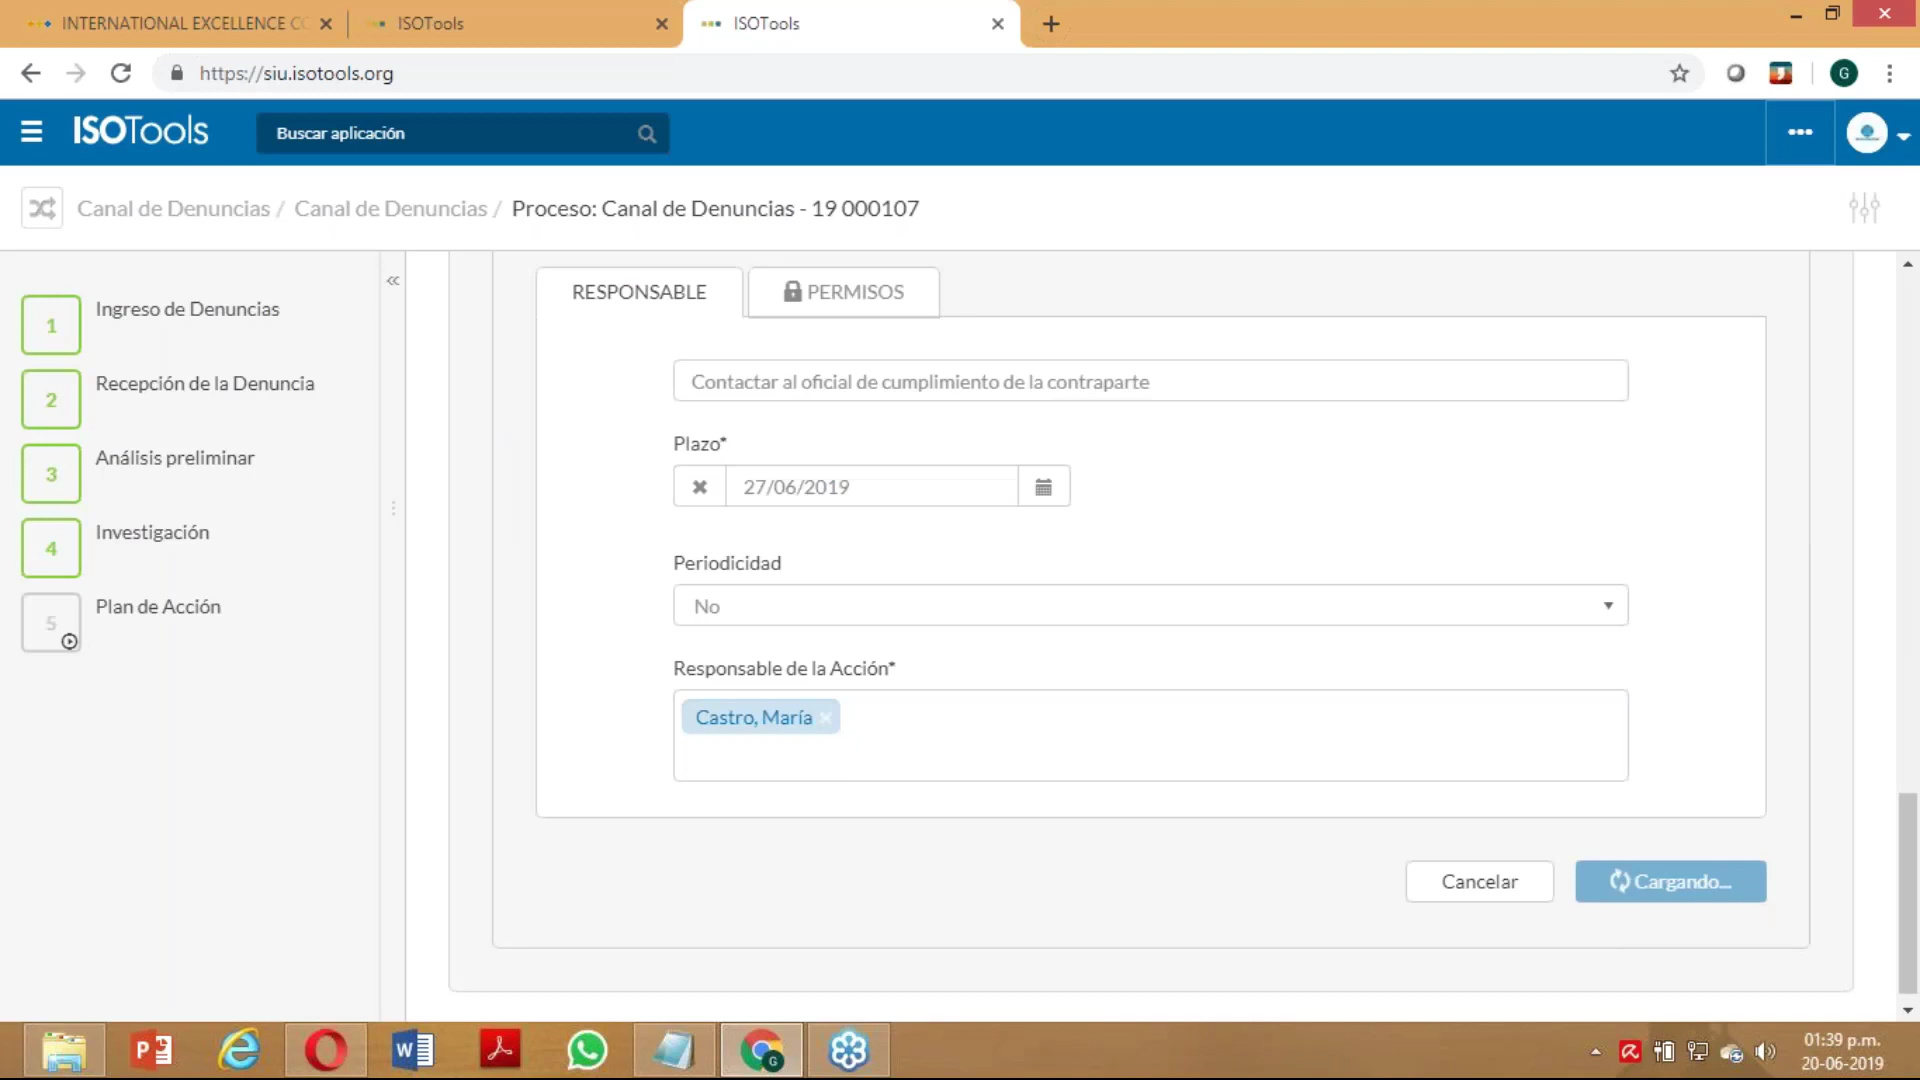 INTERNATIONAL EXCELLENCE CO
ISOTools
ISOTools
https://siu.isotools.org
G
ISOTools
Buscar aplicación
Canal de Denuncias / Canal de Denuncias / Proceso: Canal de Denuncias - 19 000107
1 Ingreso de Denuncias
2 Recepción de la Denuncia
3 Análisis preliminar
4 Investigación
5 Plan de Acción
RESPONSABLE
PERMISOS
Contactar al oficial de cumplimiento de la contraparte
Plazo*
27/06/2019
Periodicidad
No
Responsable de la Acción*
Castro, María
Cancelar
Cargando...
01:39 p.m.
20-06-2019